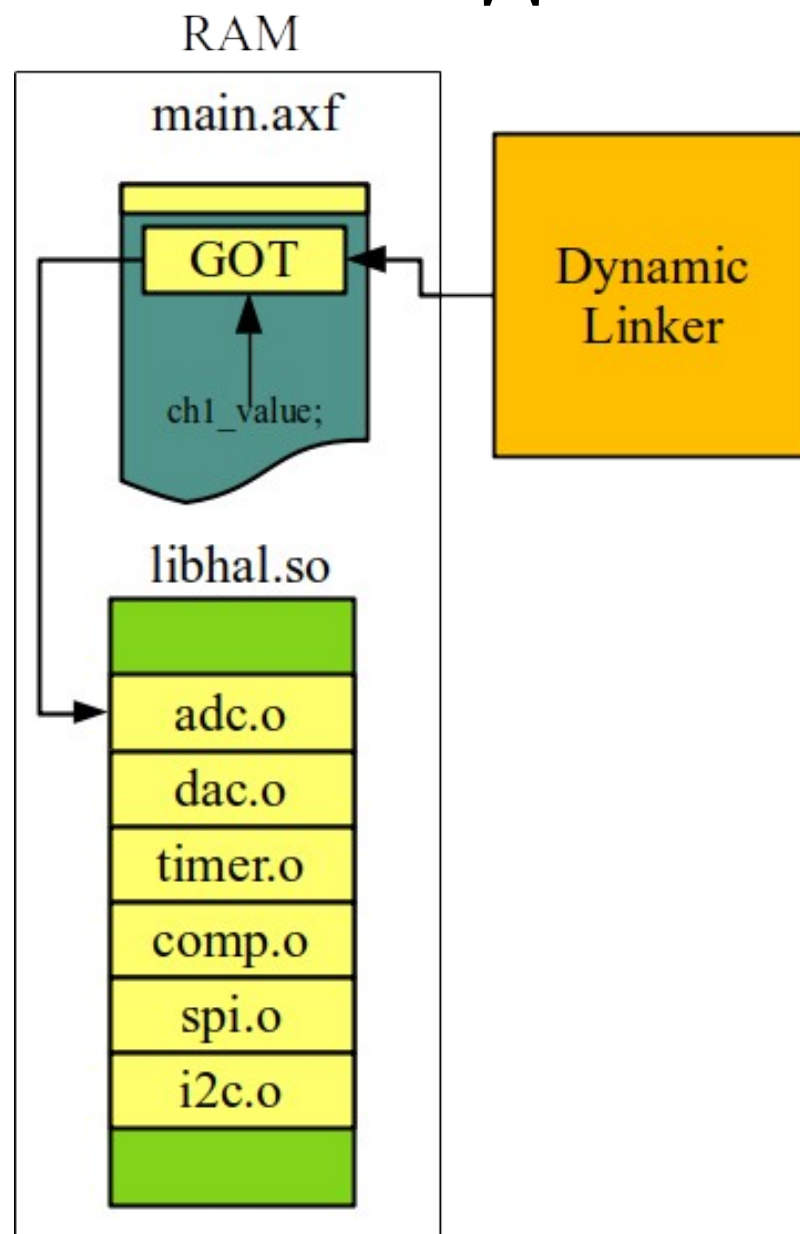 RAM
main.axf
GOT
Dynamic
Linker
ch1_value;
libhal.so
adc.o
dac.o
timer.o
comp.o
spi.o
i2c.o